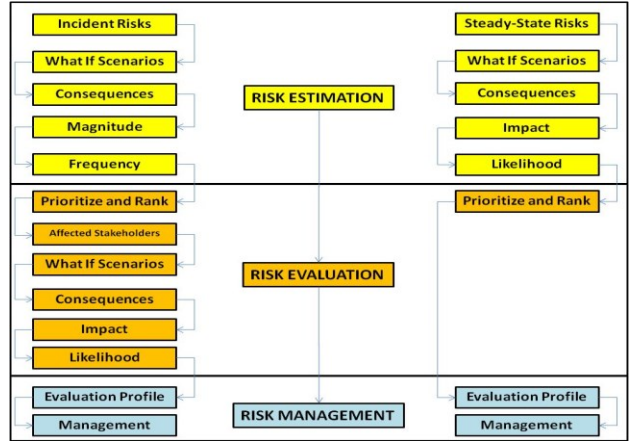 Incident Risks
What If Scenarios
Consequences
Magnitude
Frequency
RISK ESTIMATION
Steady-State Risks
What If Scenarios
Consequences
Impact
Likelihood
Prioritize and Rank
Affected Stakeholders
What If Scenarios
Consequences
Impact
Likelihood
RISK EVALUATION
Prioritize and Rank
Evaluation Profile
Management
RISK MANAGEMENT
Evaluation Profile
Management